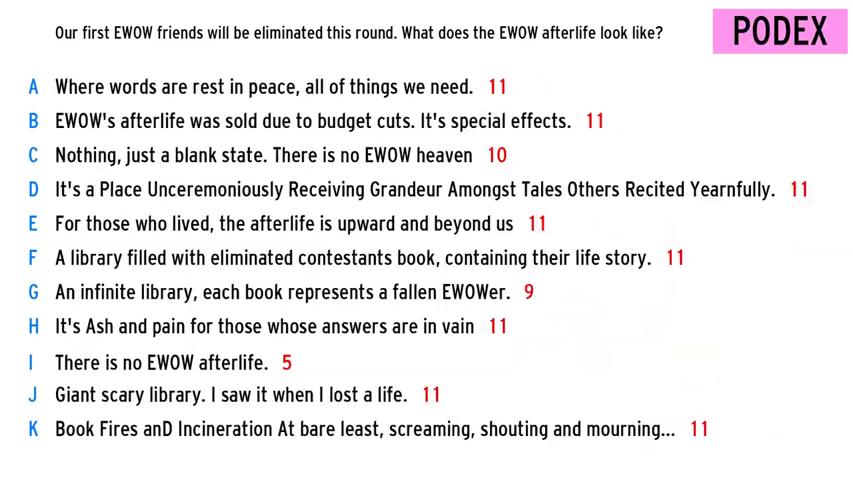 Our first EWOW friends will be eliminated this round. What does the EWOW afterlife look like?
PODEX
A Where words are rest in peace, all of things we need. 11
B EWOW's afterlife was sold due to budget cuts. It's special effects. 11
C Nothing, just a blank state. There is no EWOW heaven 10
D It's a Place Unceremoniously Receiving Grandeur Amongst Tales Others Recited Yearnfully. 11
E For those who lived, the afterlife is upward and beyond us 11
F A library filled with eliminated contestants book, containing their life story. 11
G An infinite library, each book represents a fallen EWOWer. 9
H It's Ash and pain for those whose answers are in vain 11
I There is no EWOW afterlife. 5
J Giant scary library. I saw it when I lost a life. 11
K Book Fires anD Incineration At bare least, screaming, shouting and mourning... 11